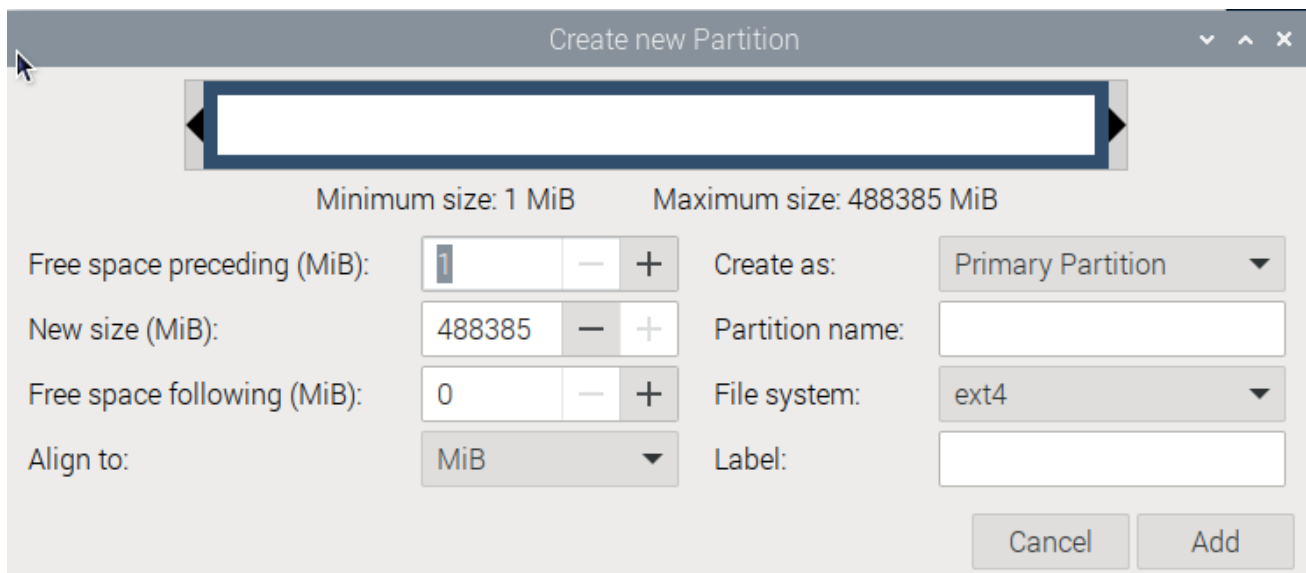 Create new Partition
Minimum size: 1 MiB Maximum size: 488385 MiB
Free space preceding (MiB): 1 Create as: Primary Partition
New size (MiB): 488385 Partition name:
Free space following (MiB): 0 File system: ext4
Align to: MiB Label:
Cancel Add